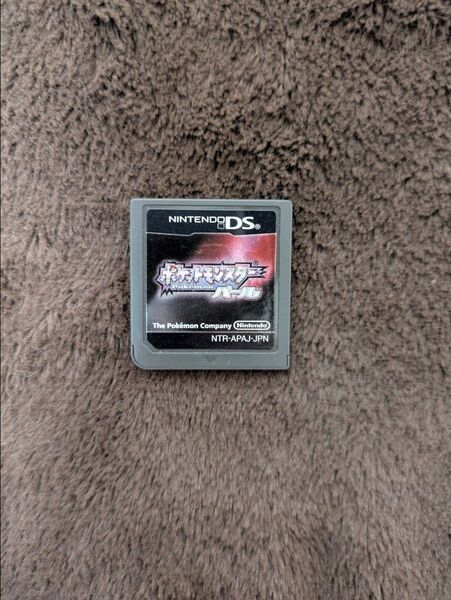 NINTENDO DS®
ポケットモンスター
Pokémon
パール
The Pokémon Company Nintendo
NTR-APAJ-JPN